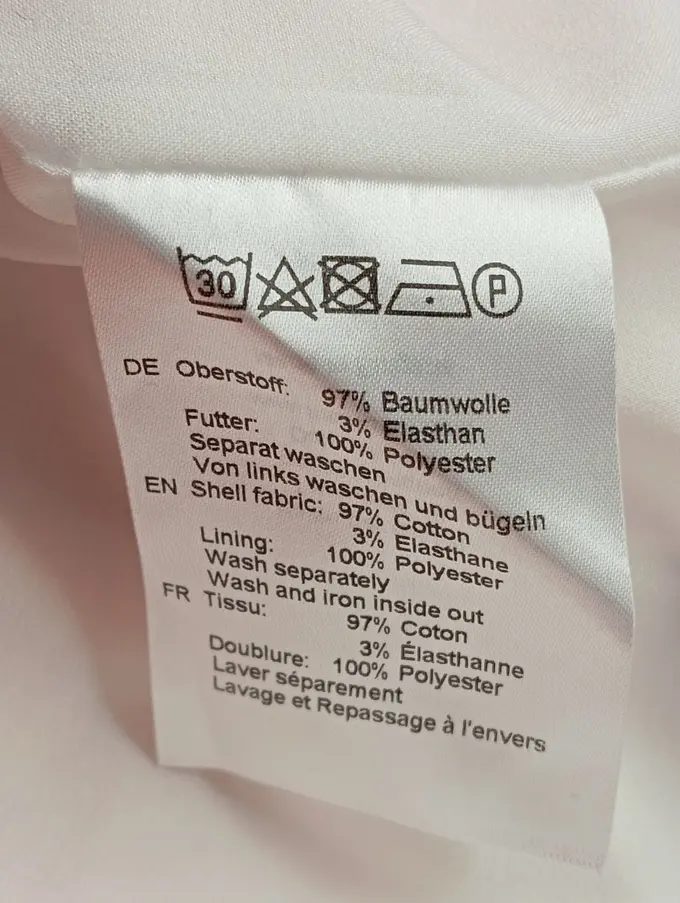 30 P
DE Oberstoff: 97% Baumwolle
3% Elasthan
Futter: 100% Polyester
Separat waschen
Von links waschen und bügeln
EN Shell fabric: 97% Cotton
3% Elasthane
Lining: 100% Polyester
Wash separately
Wash and iron inside out
FR Tissu: 97% Coton
3% Élasthanne
Doublure: 100% Polyester
Laver séparement
Lavage et Repassage à l'envers